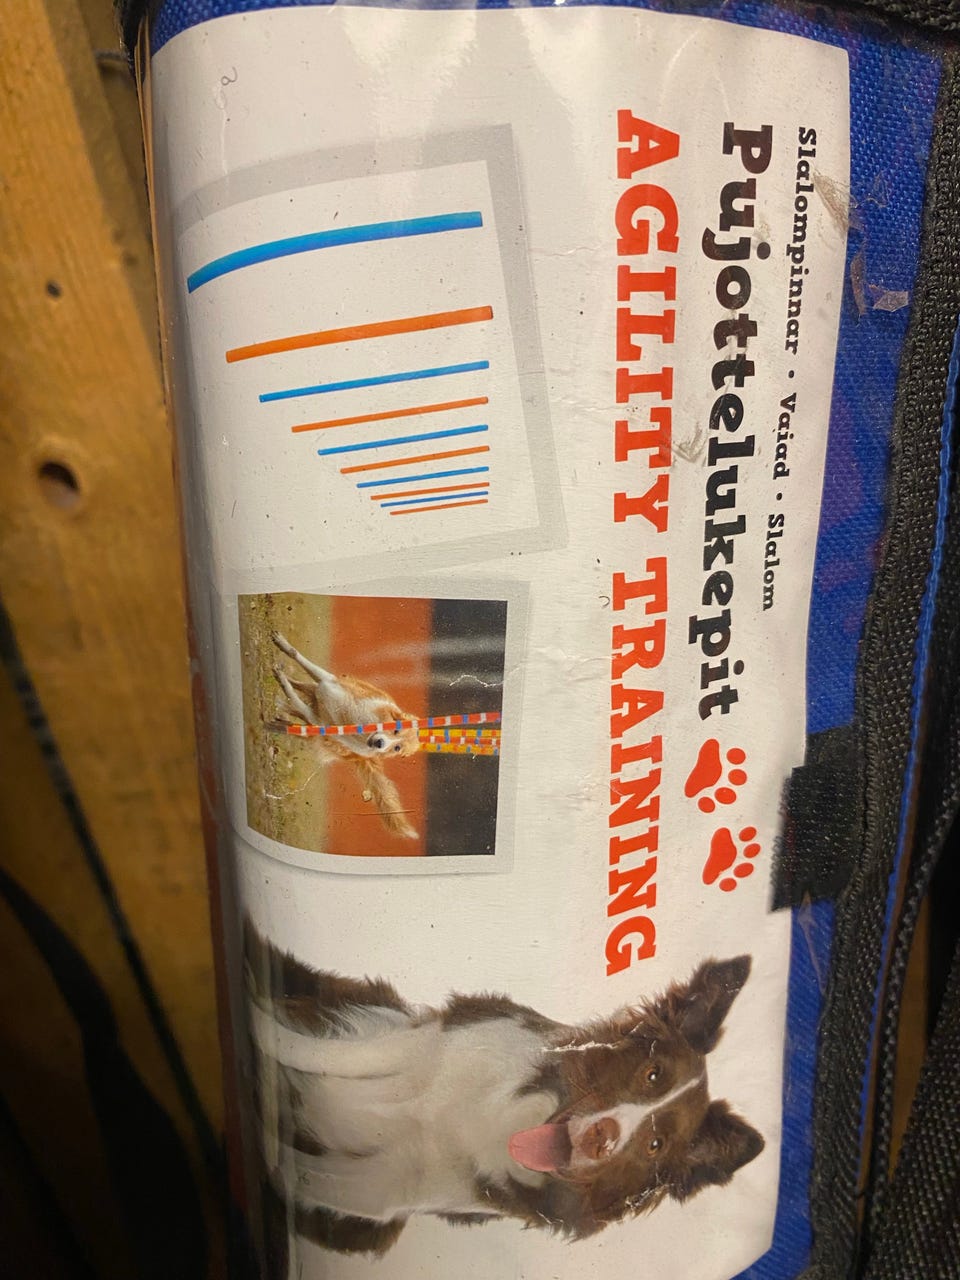 Slalompinnar • Vaiad • Slalom
Pujottelukepit
AGILITY TRAINING